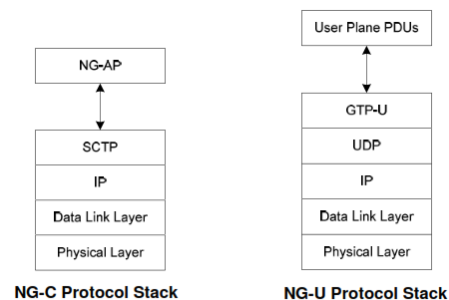 NG-AP
SCTP
IP
Data Link Layer
Physical Layer
NG-C Protocol Stack
User Plane PDUs
GTP-U
UDP
IP
Data Link Layer
Physical Layer
NG-U Protocol Stack